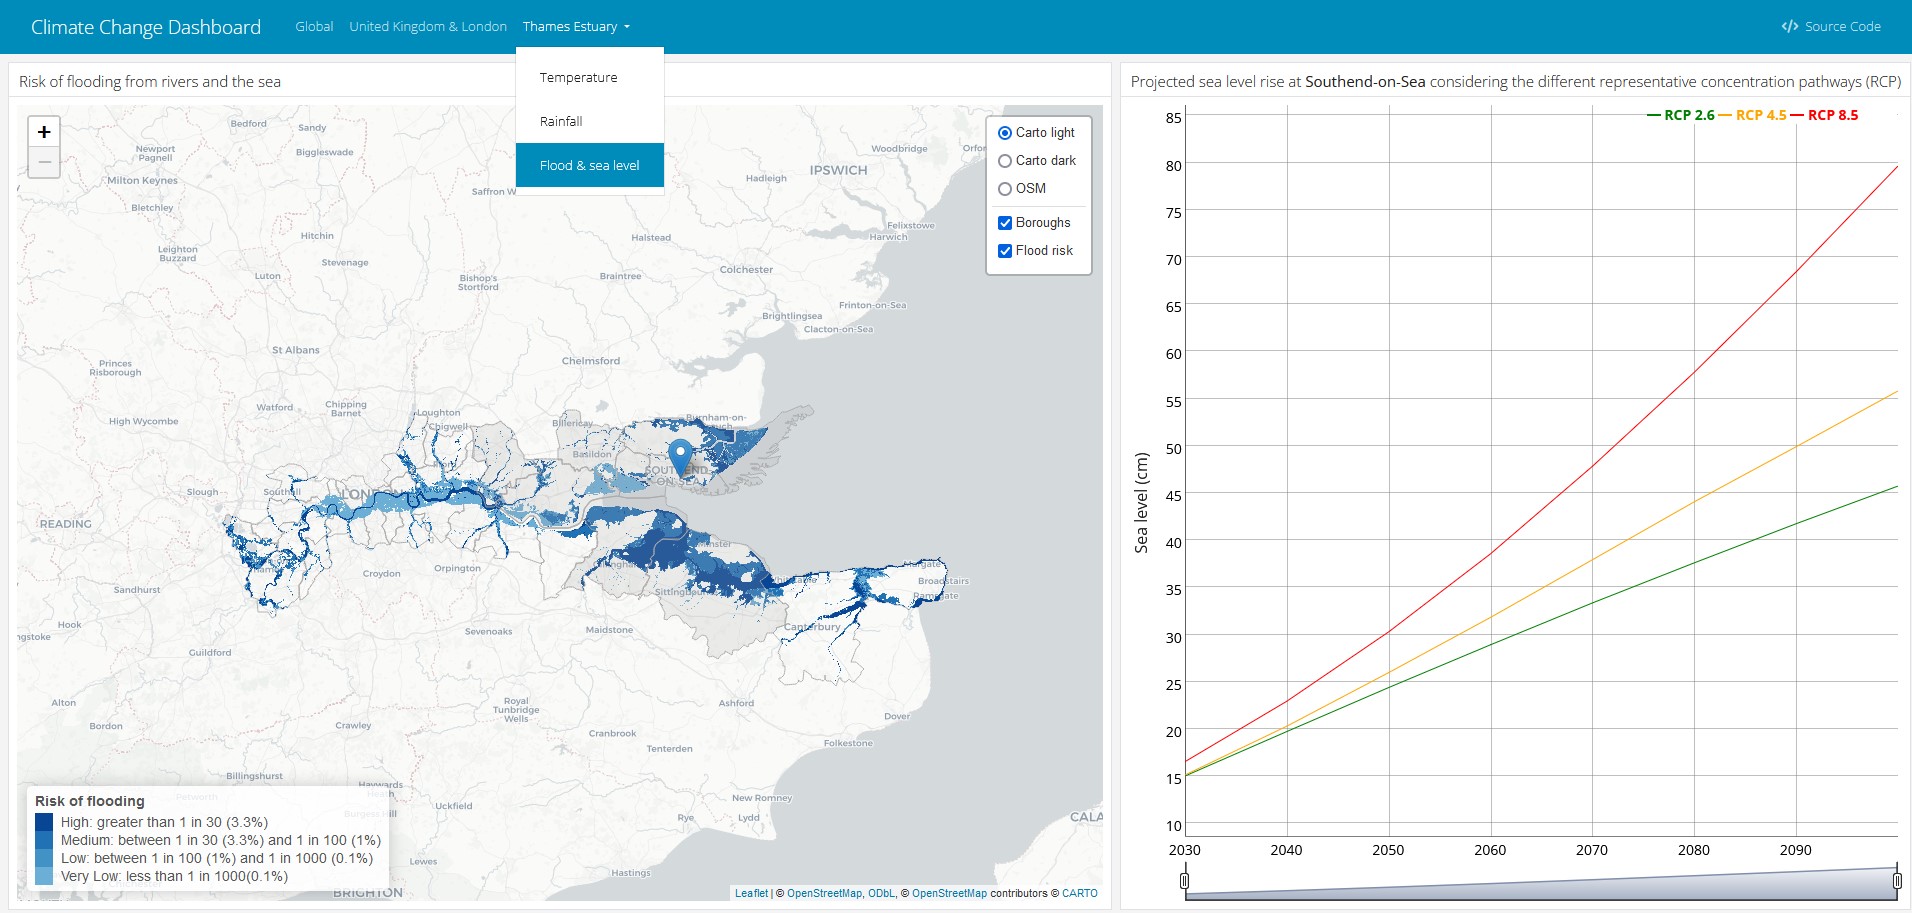 Climate Change Dashboard
Global
United Kingdom & London
Thames Estuary
Source Code
Temperature
Rainfall
Flood & sea level
Risk of flooding from rivers and the sea
+
−
Carto light
Carto dark
OSM
Boroughs
Flood risk
Bedford
Sandy
Newport
Pagnell
Biggleswade
Milton Keynes
Bletchley
Saffron W
Woodbridge
IPSWICH
Hadleigh
Felixstowe
Harwich
Hitchin
Halstead
Leighton
Buzzard
Stevenage
Luton
Bishop's
Stortford
Braintree
Colchester
Frinton-on-Sea
Brightlingsea
Clacton-on-Sea
St Albans
Princes
Risborough
Chelmsford
Watford
Chipping
Barnet
Loughton
Chigwell
High Wycombe
Billericay
Burnham-on-
Basildon
SOUTHEND
ON SEA
Slough
LONDON
READING
Croydon
Orpington
Sandhurst
Broadstairs
Hook
Sevenoaks
Maidstone
Canterbury
Guildford
Alton
Bordon
Royal
Tunbridge
Wells
Ashford
Dover
Crawley
Cranbrook
Tenterden
Folkestone
Billingshurst
Haywards
Uckfield
New Romney
Rye
Lydd
CALA
Lewes
Hastings
BRIGHTON
Risk of flooding
High: greater than 1 in 30 (3.3%)
Medium: between 1 in 30 (3.3%) and 1 in 100 (1%)
Low: between 1 in 100 (1%) and 1 in 1000 (0.1%)
Very Low: less than 1 in 1000(0.1%)
Leaflet | © OpenStreetMap, ODbL, © OpenStreetMap contributors © CARTO
Projected sea level rise at Southend-on-Sea considering the different representative concentration pathways (RCP)
RCP 2.6 RCP 4.5 RCP 8.5
85
80
75
70
65
60
55
50
45
40
35
30
25
20
15
10
Sea level (cm)
2030 2040 2050 2060 2070 2080 2090